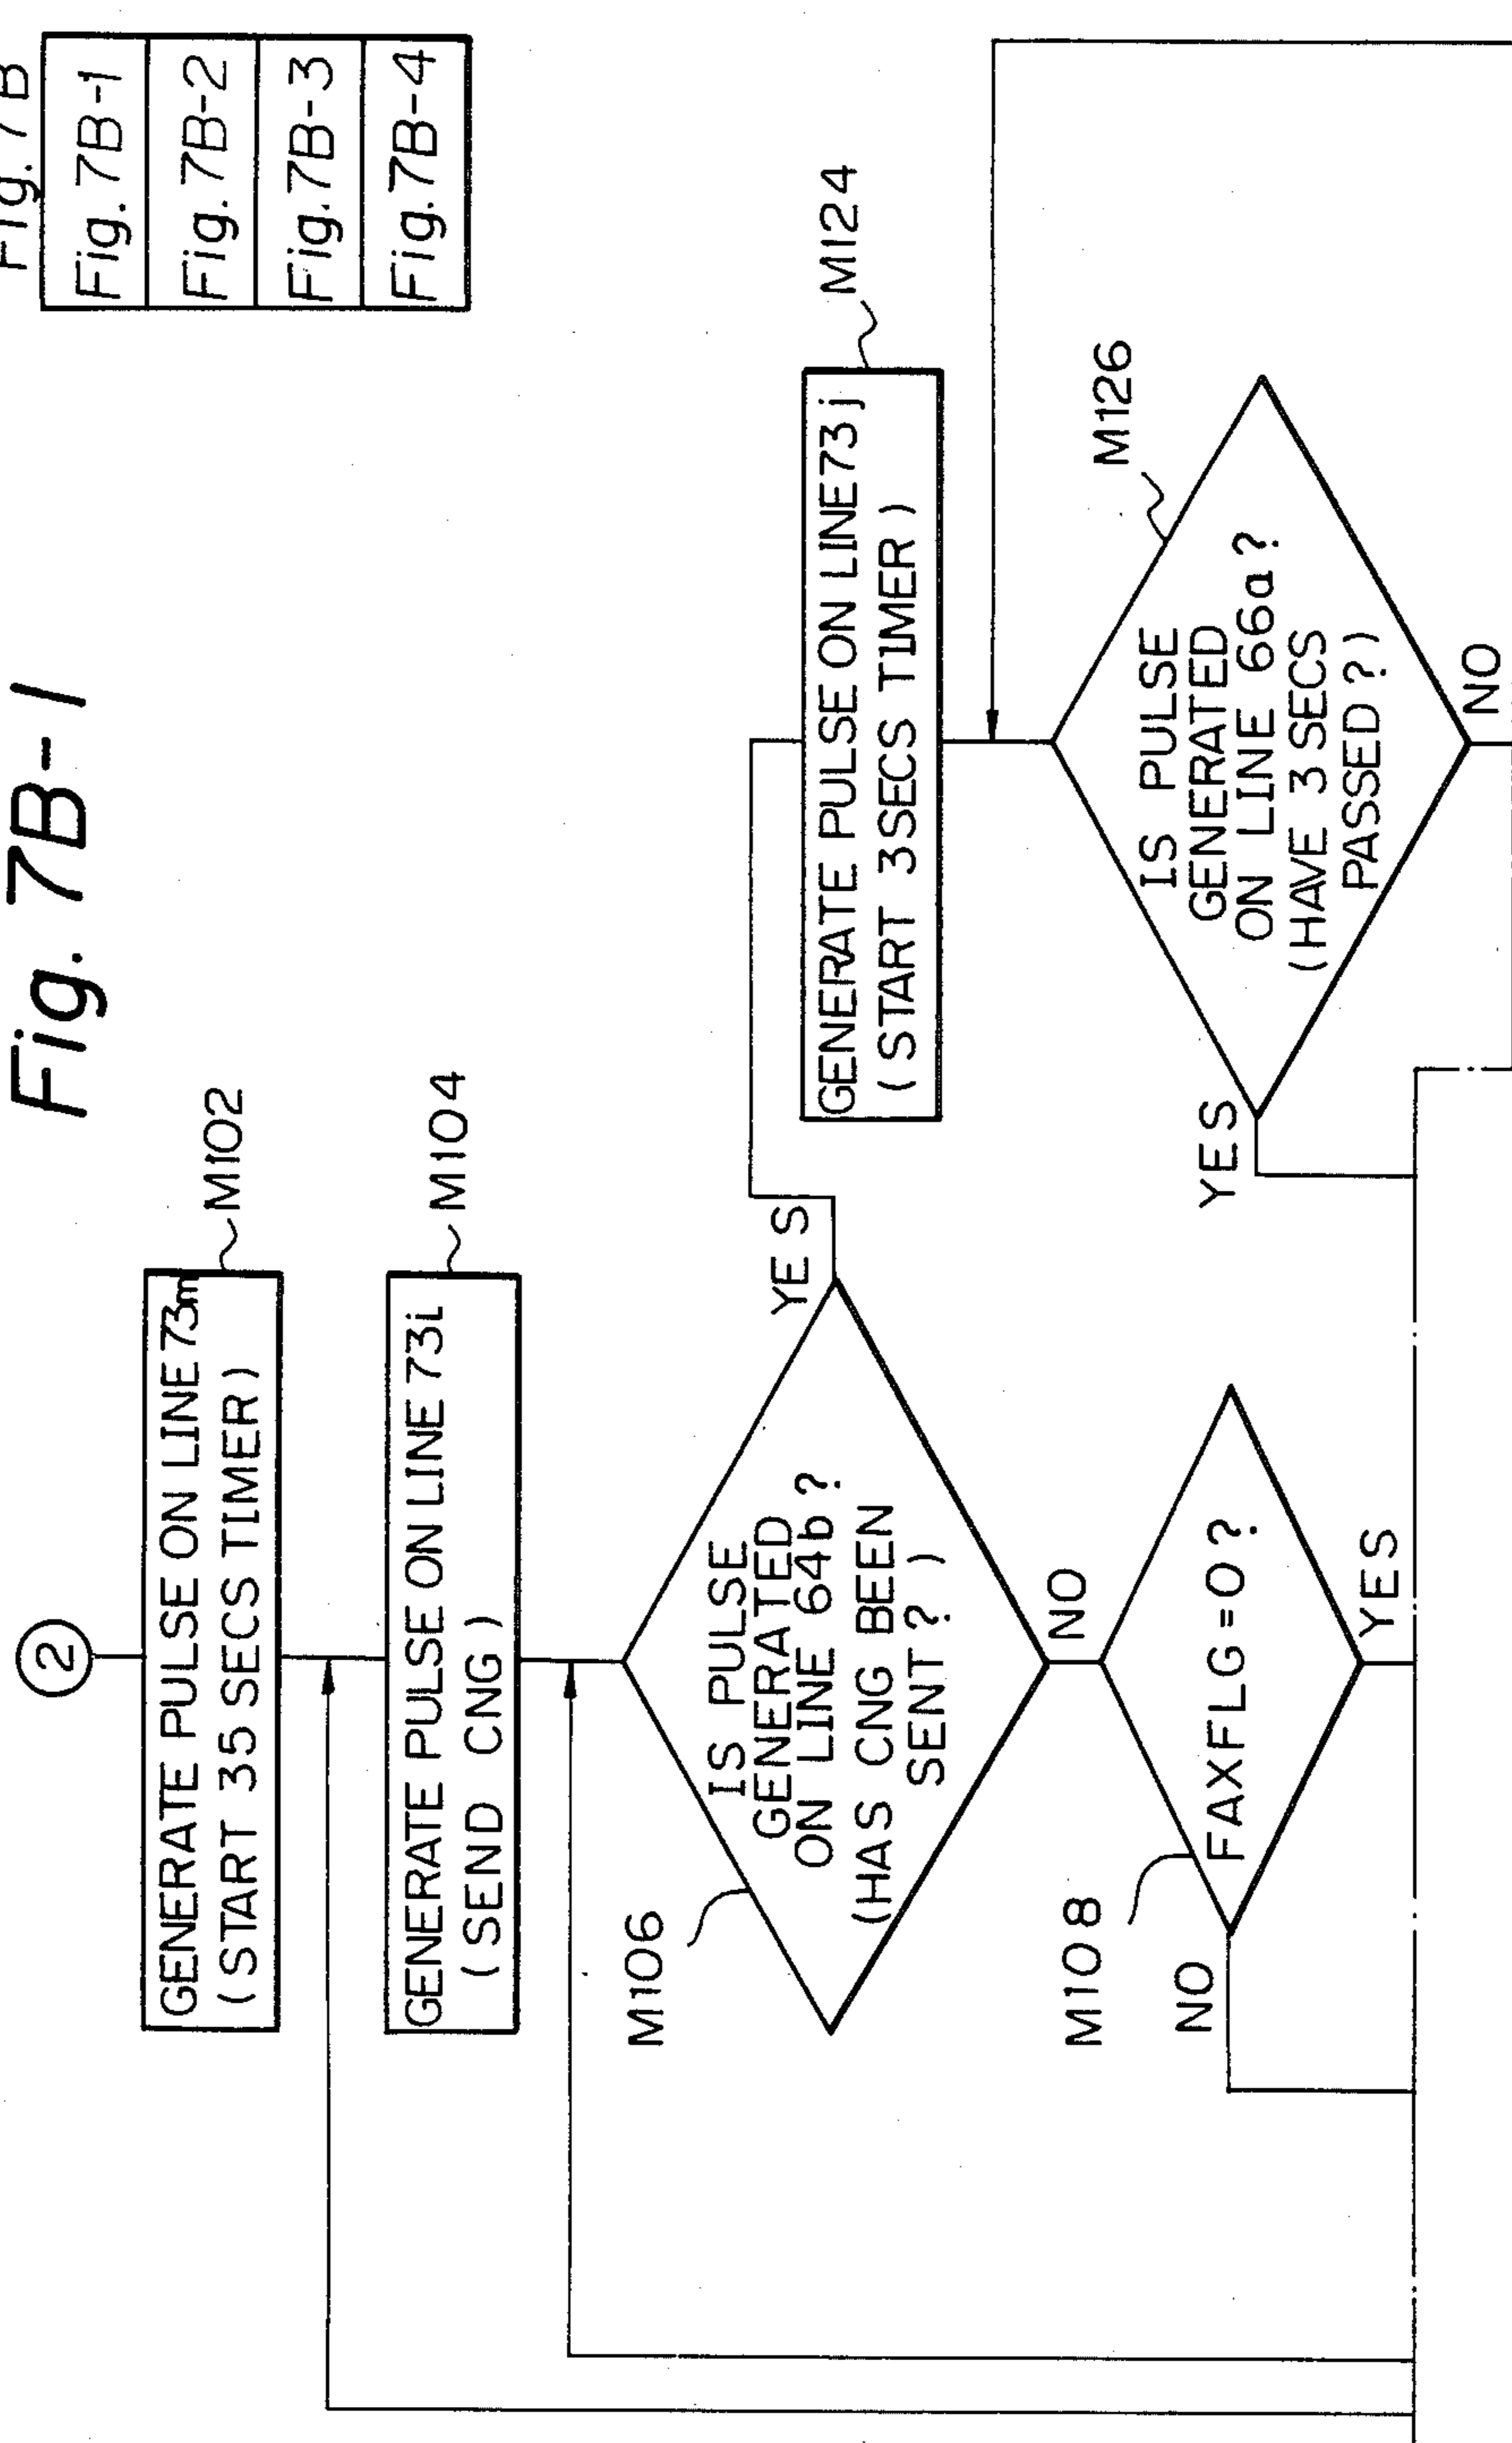 Fig. 7B-1
Fig. 7B
Fig. 7B-1
Fig. 7B-2
Fig. 7B-3
Fig. 7B-4
2
GENERATE PULSE ON LINE 73m
(START 35 SECS TIMER)
M102
GENERATE PULSE ON LINE 73i
(SEND CNG)
M104
M106
IS PULSE
GENERATED
ON LINE 64b?
(HAS CNG BEEN
SENT?)
YES
NO
M108
FAXFLG=0?
NO
YES
GENERATE PULSE ON LINE 73j
(START 3SECS TIMER)
M124
M126
IS PULSE
GENERATED
ON LINE 66a?
(HAVE 3 SECS
PASSED?)
YES
NO